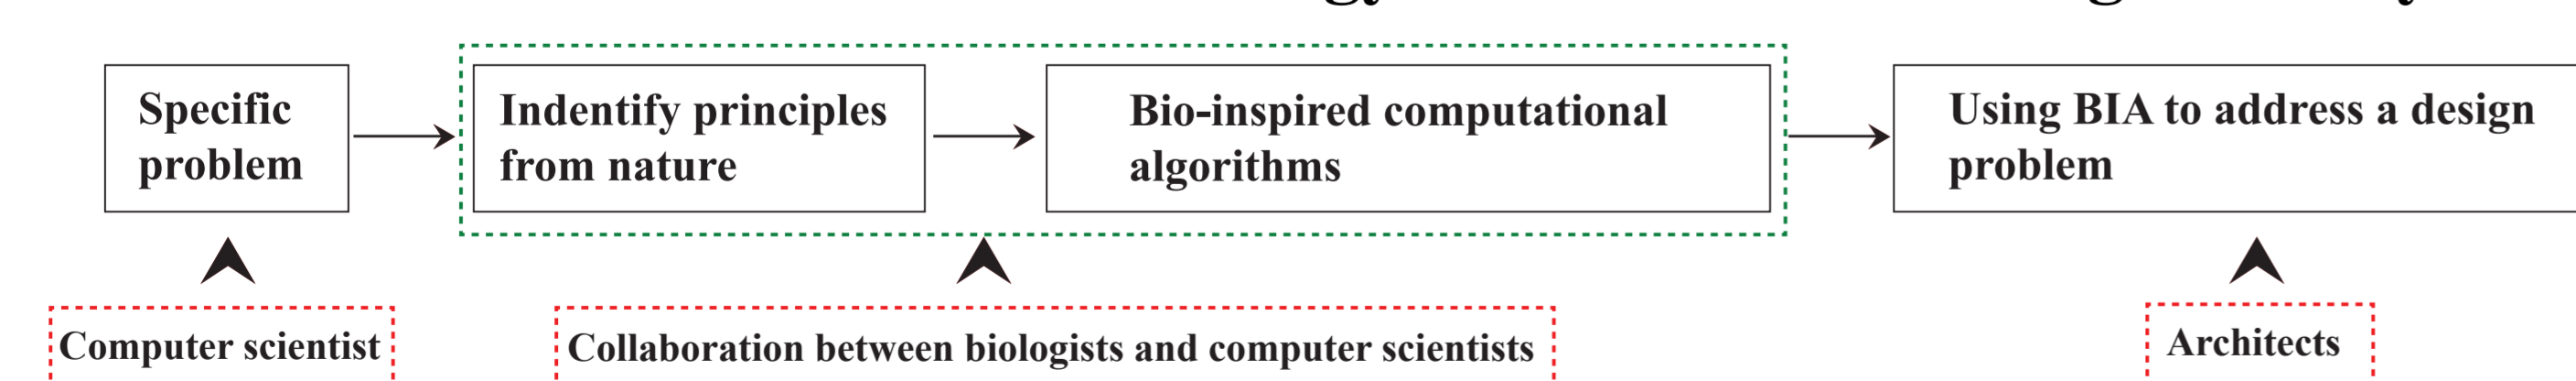 Specific
problem
Indentify principles
from nature
Bio-inspired computational
algorithms
Using BIA to address a design
problem
Computer scientist
Collaboration between biologists and computer scientists
Architects